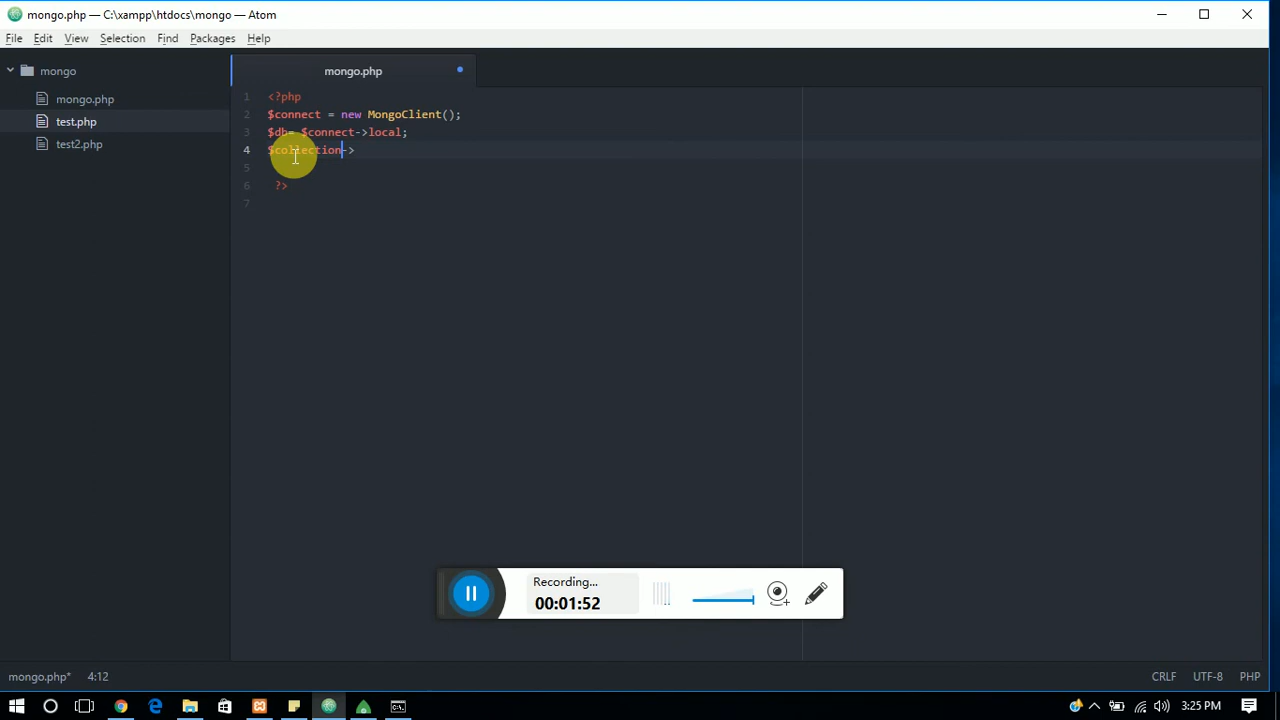 mongo.php — C:\xampp\htdocs\mongo — Atom
File Edit View Selection Find Packages Help
mongo
mongo.php
test.php
test2.php
mongo.php
1 <?php
2 $connect = new MongoClient();
3 $db= $connect->local;
4 $collection->
5
6 ?>
7
Recording...
00:01:52
mongo.php* 4:12 CRLF UTF-8 PHP
3:25 PM